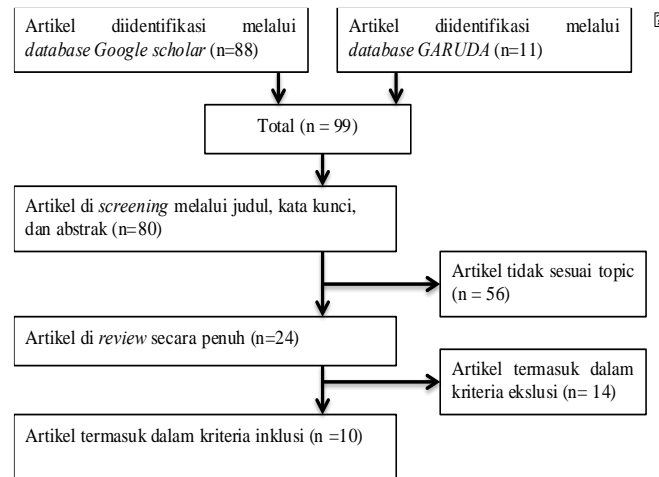 Artikel diidentifikasi melalui
database Google scholar (n=88)
Artikel diidentifikasi melalui
database GARUDA (n=11)
Total (n = 99)
Artikel di screening melalui judul, kata kunci,
dan abstrak (n=80)
Artikel tidak sesuai topic
(n = 56)
Artikel di review secara penuh (n=24)
Artikel termasuk dalam
kriteria ekslusi (n= 14)
Artikel termasuk dalam kriteria inklusi (n =10)